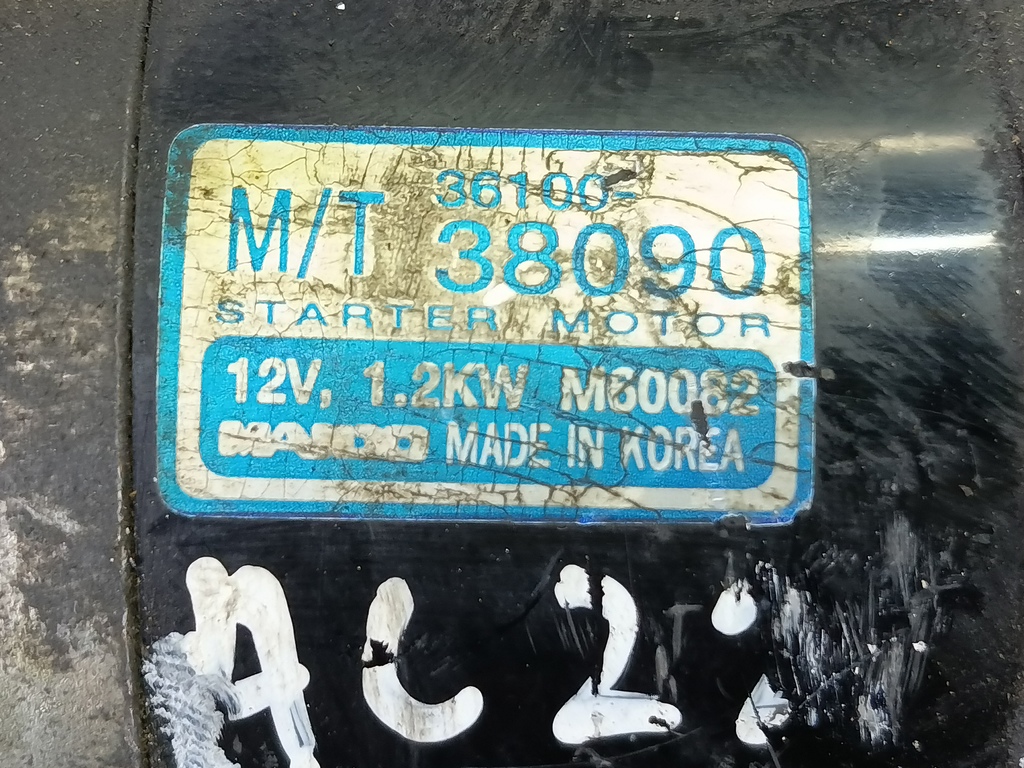 36100-
M/T 38090
STARTER MOTOR
12V, 1.2KW M60082
MANDO MADE IN KOREA